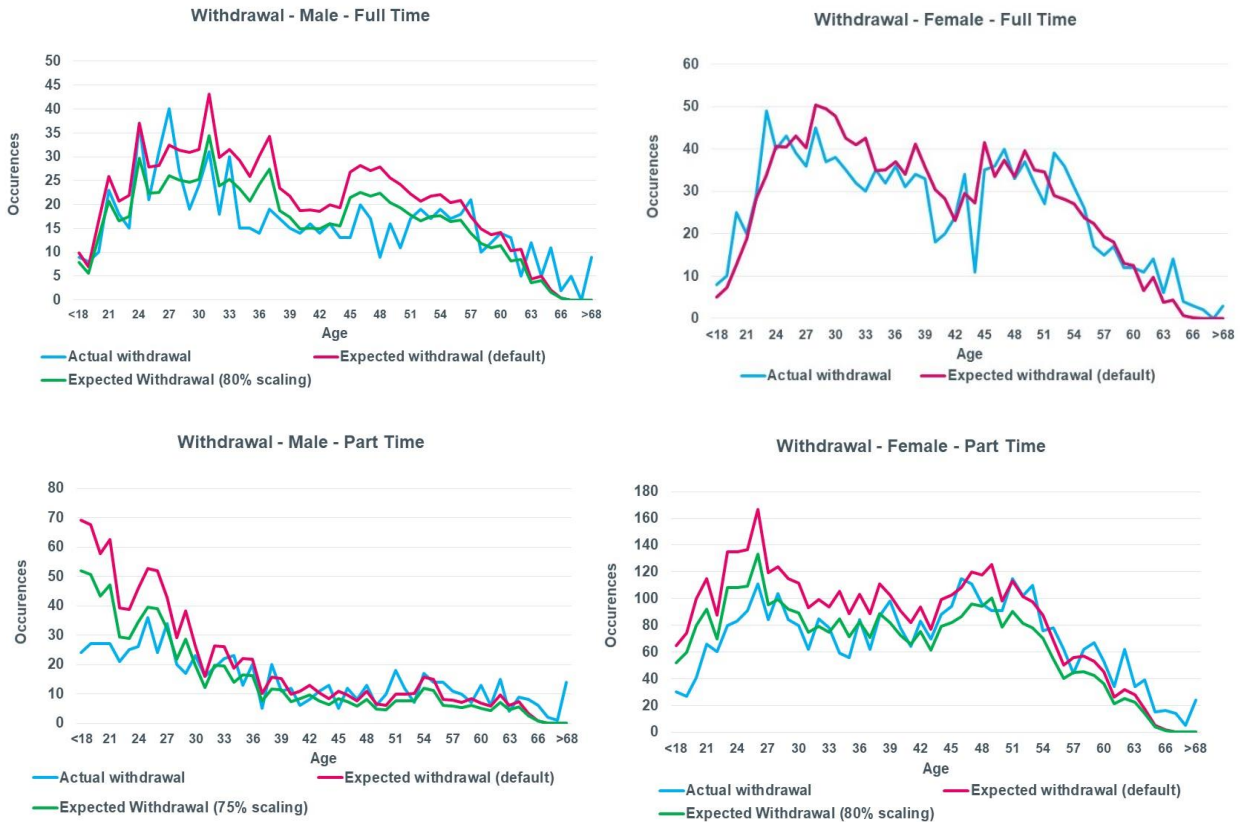 Withdrawal - Male - Full Time
50
45
40
35
30
25
20
15
10
5
0
Occurences
<18 21 24 27 30 33 36 39 42 45 48 51 54 57 60 63 66 >68
Age
Actual withdrawal Expected withdrawal (default)
Expected Withdrawal (80% scaling)
Withdrawal - Female - Full Time
60
50
40
30
20
10
0
Occurences
<18 21 24 27 30 33 36 39 42 45 48 51 54 57 60 63 66 >68
Age
Actual withdrawal Expected withdrawal (default)
Withdrawal - Male - Part Time
80
70
60
50
40
30
20
10
0
Occurences
<18 21 24 27 30 33 36 39 42 45 48 51 54 57 60 63 66 >68
Age
Actual withdrawal Expected withdrawal (default)
Expected Withdrawal (75% scaling)
Withdrawal - Female - Part Time
180
160
140
120
100
80
60
40
20
0
Occurences
<18 21 24 27 30 33 36 39 42 45 48 51 54 57 60 63 66 >68
Age
Actual withdrawal Expected withdrawal (default)
Expected Withdrawal (80% scaling)